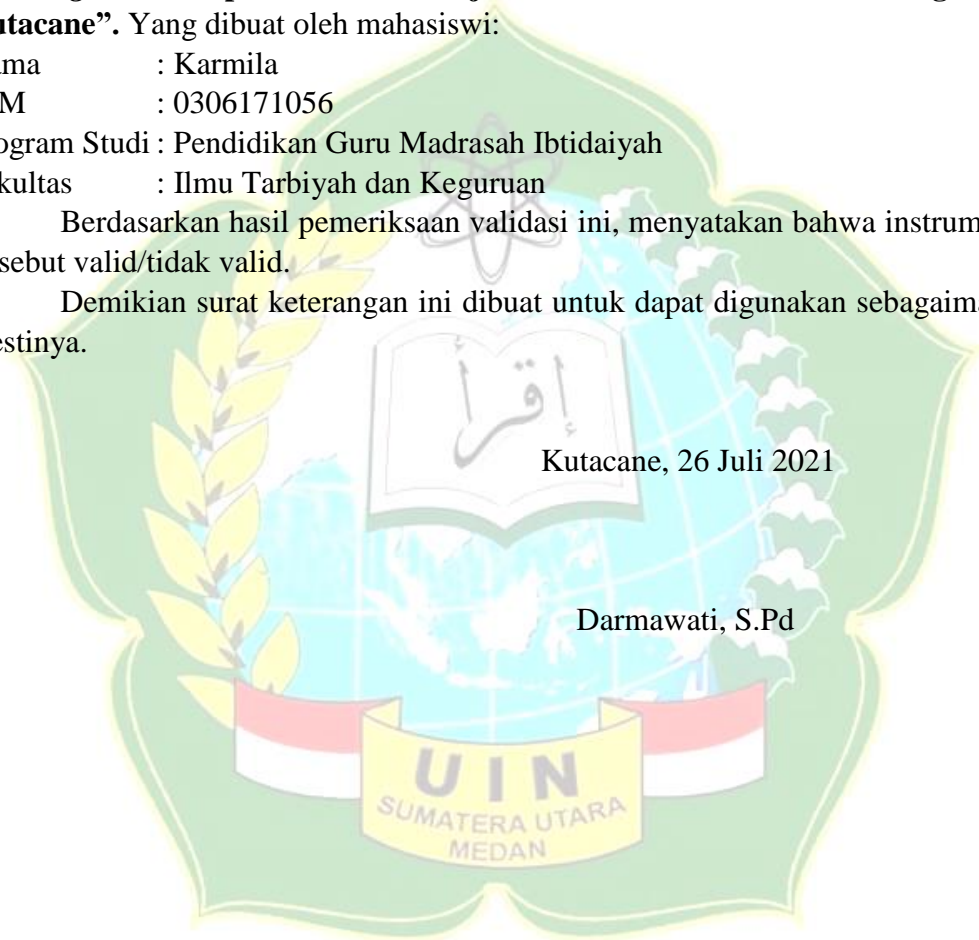 utacane”. Yang dibuat oleh mahasiswi:
ama : Karmila
M : 0306171056
ogram Studi : Pendidikan Guru Madrasah Ibtidaiyah
kultas : Ilmu Tarbiyah dan Keguruan
Berdasarkan hasil pemeriksaan validasi ini, menyatakan bahwa instrum
sebut valid/tidak valid.
Demikian surat keterangan ini dibuat untuk dapat digunakan sebagaima
estinya.
إقرأ
Kutacane, 26 Juli 2021
Darmawati, S.Pd
UIN
SUMATERA UTARA
MEDAN